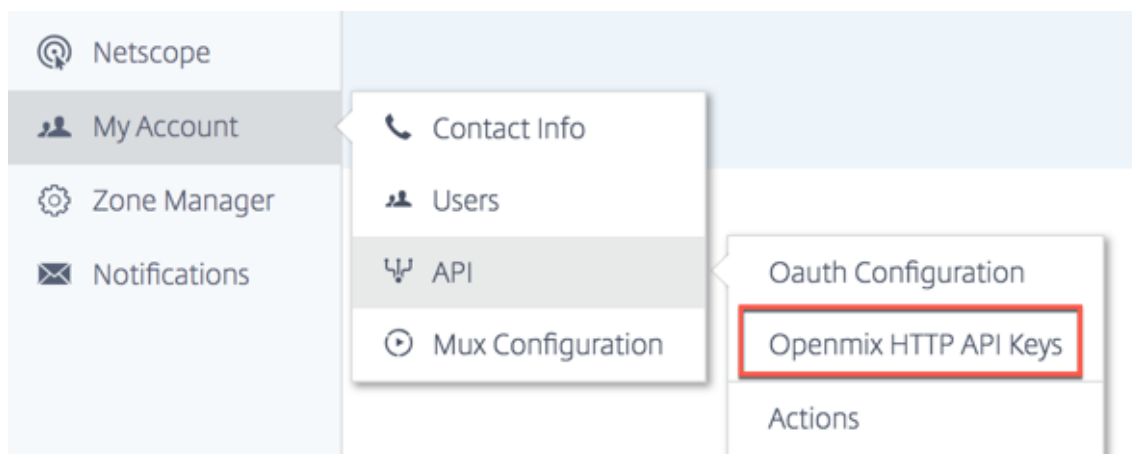 Netscope
My Account
Zone Manager
Notifications
Contact Info
Users
API
Mux Configuration
Oauth Configuration
Openmix HTTP API Keys
Actions